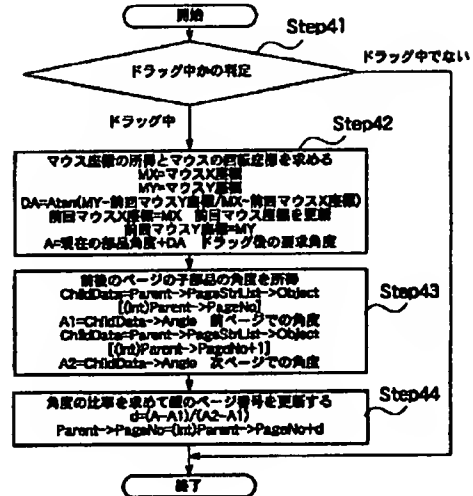 開始
Step41
ドラッグ中かの判定
ドラッグ中でない
ドラッグ中
Step42
マウス座標の所得とマウスの回転座標を求める
MX=マウスX座標
MY=マウスY座標
DA=Atan(MY-前回マウスY座標/MX-前回マウスX座標)
前回マウスX座標=MX 前回マウス座標を更新
前回マウスY座標=MY
A=現在の部品角度+DA ドラッグ後の要求角度
前後のページの子部品の角度を所得
Step43
ChildData=Parent->PageStrList->Object
[(int)Parent->PageNo]
A1=ChildData->Angle 前ページでの角度
ChildData=Parent->PageStrList->Object
[(int)Parent->PageNo+1]
A2=ChildData->Angle 次ページでの角度
Step44
角度の比率を求めて親のページ番号を更新する
d=(A-A1)/(A2-A1)
Parent->PageNo=(int)Parent->PageNo+d
終了